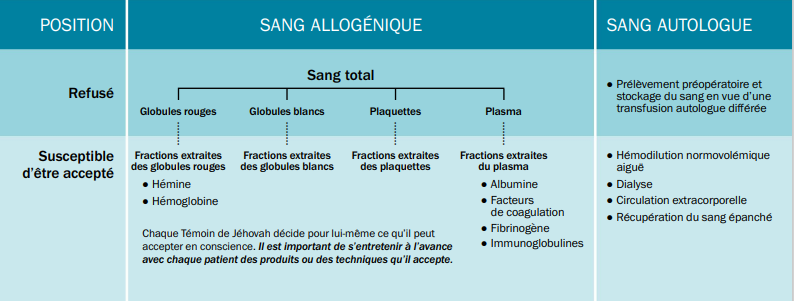 POSITION
SANG ALLOGÉNIQUE
SANG AUTOLOGUE
Refusé
Sang total
Globules rouges
Globules blancs
Plaquettes
Plasma
● Prélèvement préopératoire et
stockage du sang en vue d'une
transfusion autologue différée
Susceptible
d'être accepté
Fractions extraites
des globules rouges
● Hémine
● Hémoglobine
Fractions extraites
des globules blancs
Fractions extraites
des plaquettes
Fractions extraites
du plasma
● Albumine
● Facteurs
de coagulation
● Fibrinogène
● Immunoglobulines
Chaque Témoin de Jéhovah décide pour lui-même ce qu'il peut
accepter en conscience. Il est important de s'entretenir à l'avance
avec chaque patient des produits ou des techniques qu'il accepte.
● Hémodilution normovolémique
aiguë
● Dialyse
● Circulation extracorporelle
● Récupération du sang épanché